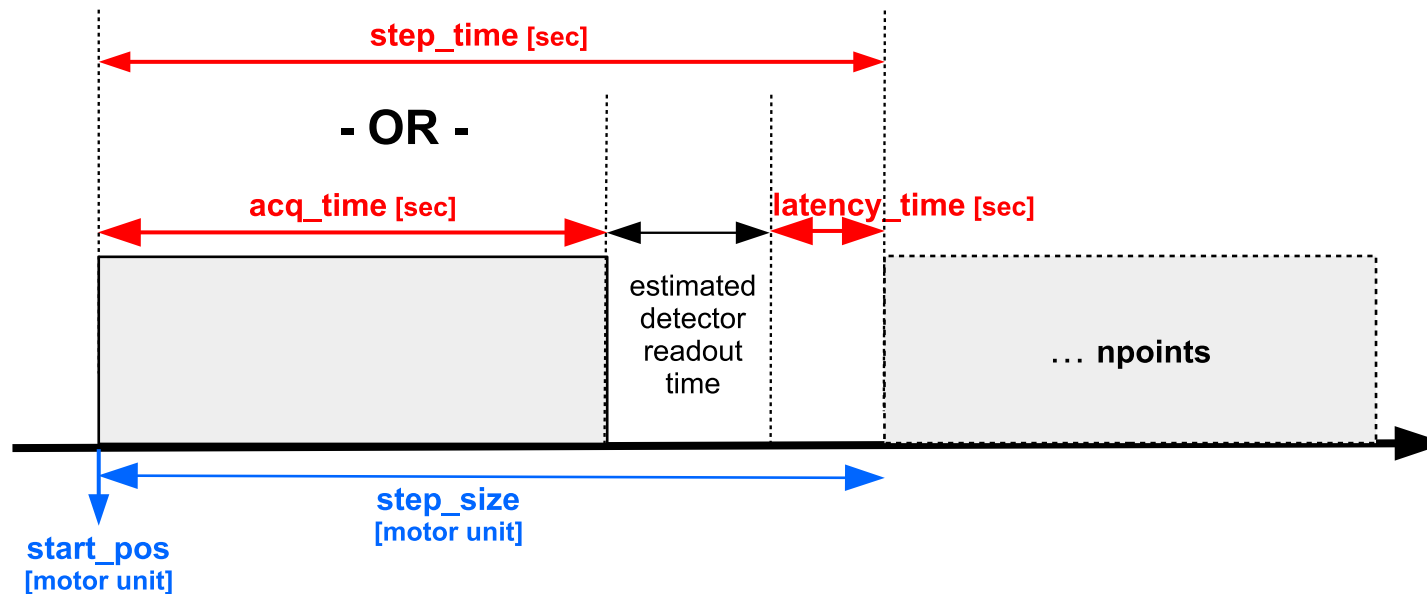 step_time [sec]
- OR -
acq_time [sec]
latency_time [sec]
estimated
detector
readout
time
... npoints
step_size
[motor unit]
start_pos
[motor unit]